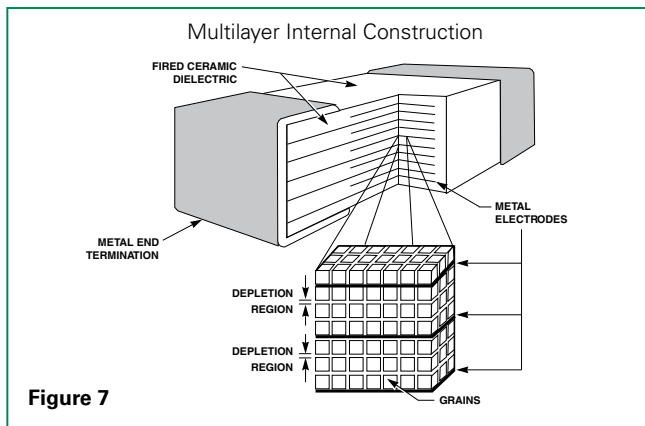 Multilayer Internal Construction
FIRED CERAMIC
DIELECTRIC
METAL
ELECTRODES
METAL END
TERMINATION
DEPLETION
REGION
DEPLETION
REGION
GRAINS
Figure 7